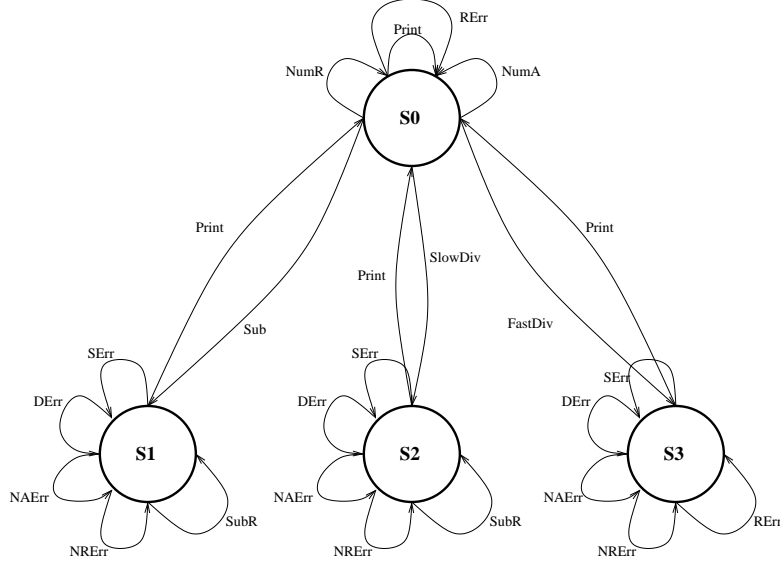 RErr
Print
NumR
NumA
S0
Print
Print
SlowDiv
Print
FastDiv
Sub
SErr
SErr
SErr
DErr
DErr
DErr
S1
S2
S3
NAErr
NAErr
NAErr
SubR
SubR
RErr
NRErr
NRErr
NRErr